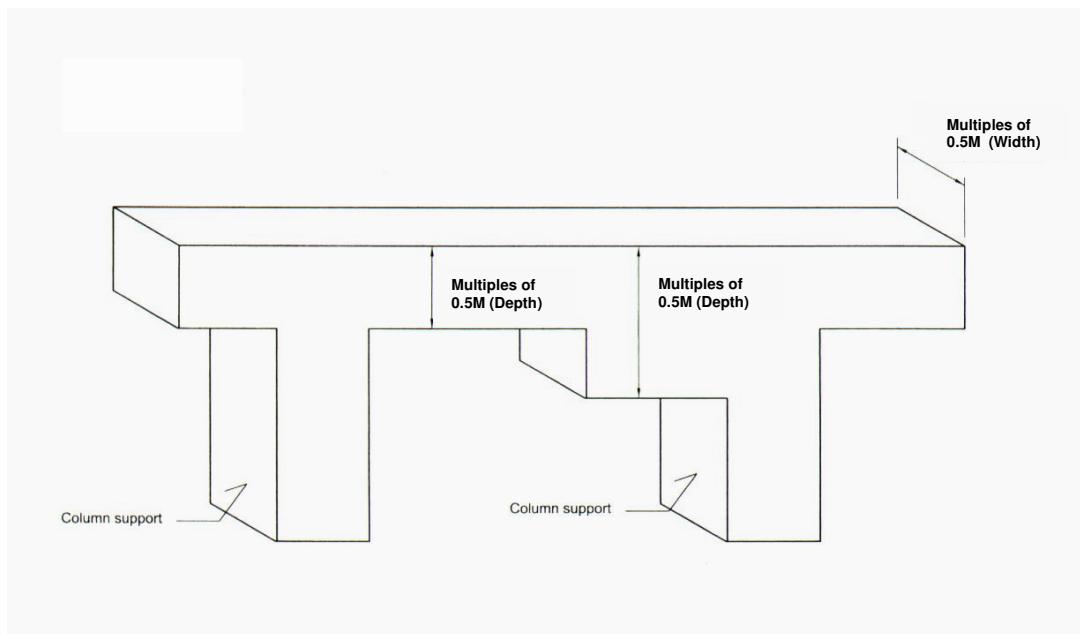 Multiples of
0.5M (Width)
Multiples of
0.5M (Depth)
Multiples of
0.5M (Depth)
Column support
Column support